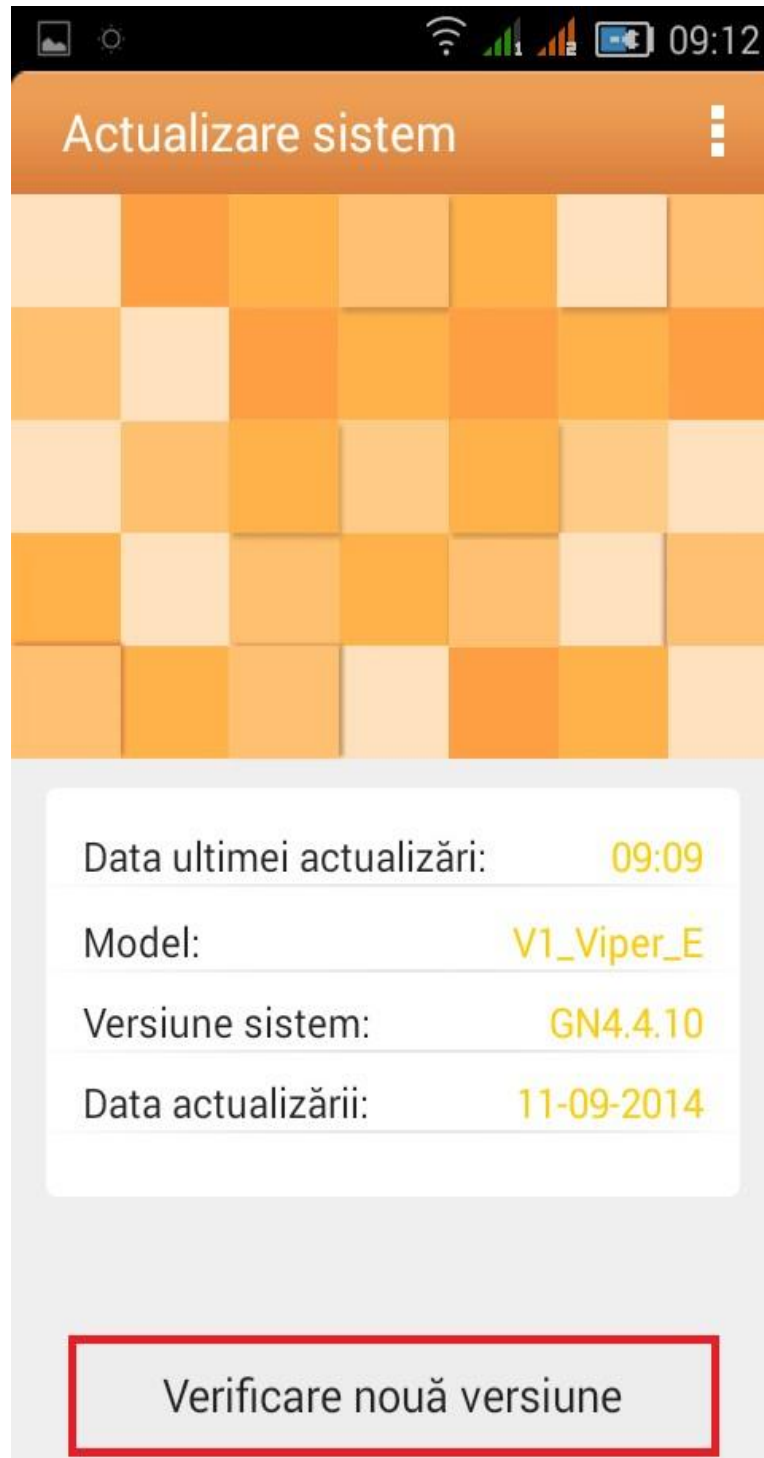 09:12
Actualizare sistem
Data ultimei actualizări: 09:09
Model: V1_Viper_E
Versiune sistem: GN4.4.10
Data actualizării: 11-09-2014
Verificare nouă versiune